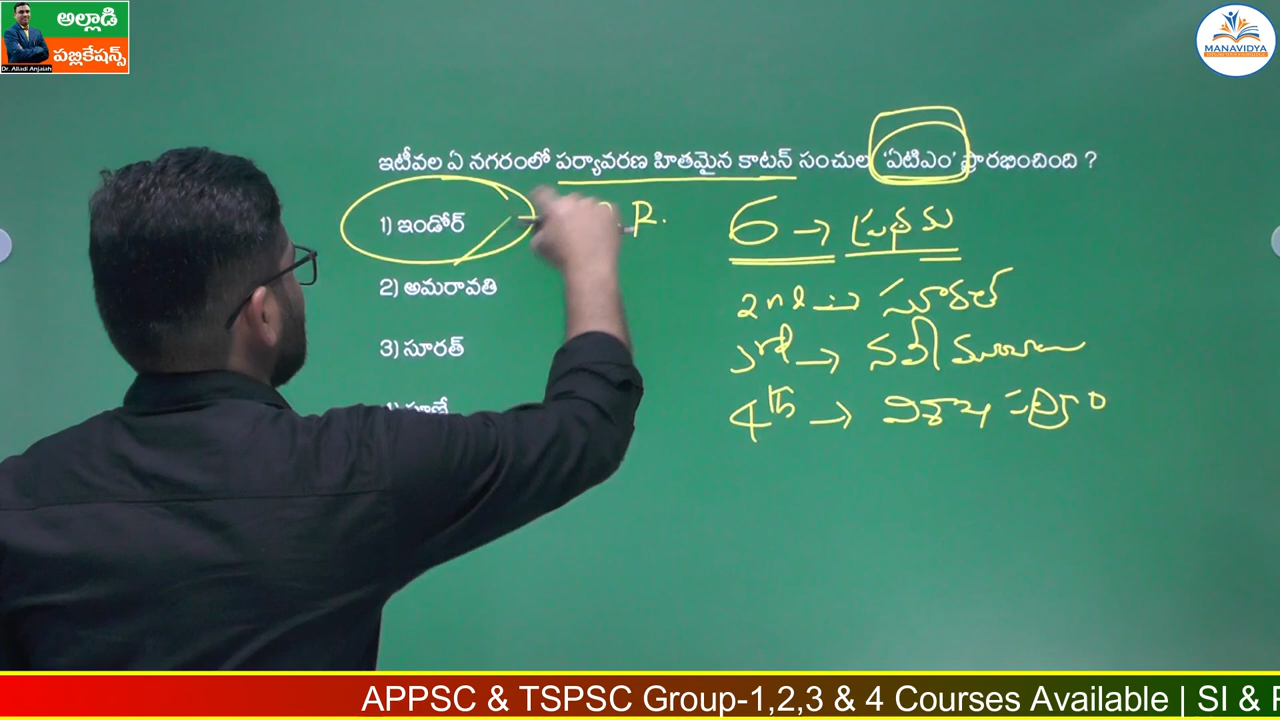 అల్లాడి
పబ్లికేషన్స్
Dr. Alladi Anjaiah
MANAVIDYA
ఇటీవల ఏ నగరంలో పర్యావరణ హితమైన కాటన్ సంచుల 'ఏటిఎం' ప్రారభించింది ?
1) ఇండోర్
R.
6 → ప్రథమ
2) అమరావతి
2nd → సూరత్
3) సూరత్
3rd → నవీ ముంబాయి
4) పూణే
4th → విశాఖ
APPSC & TSPSC Group-1,2,3 & 4 Courses Available | SI &